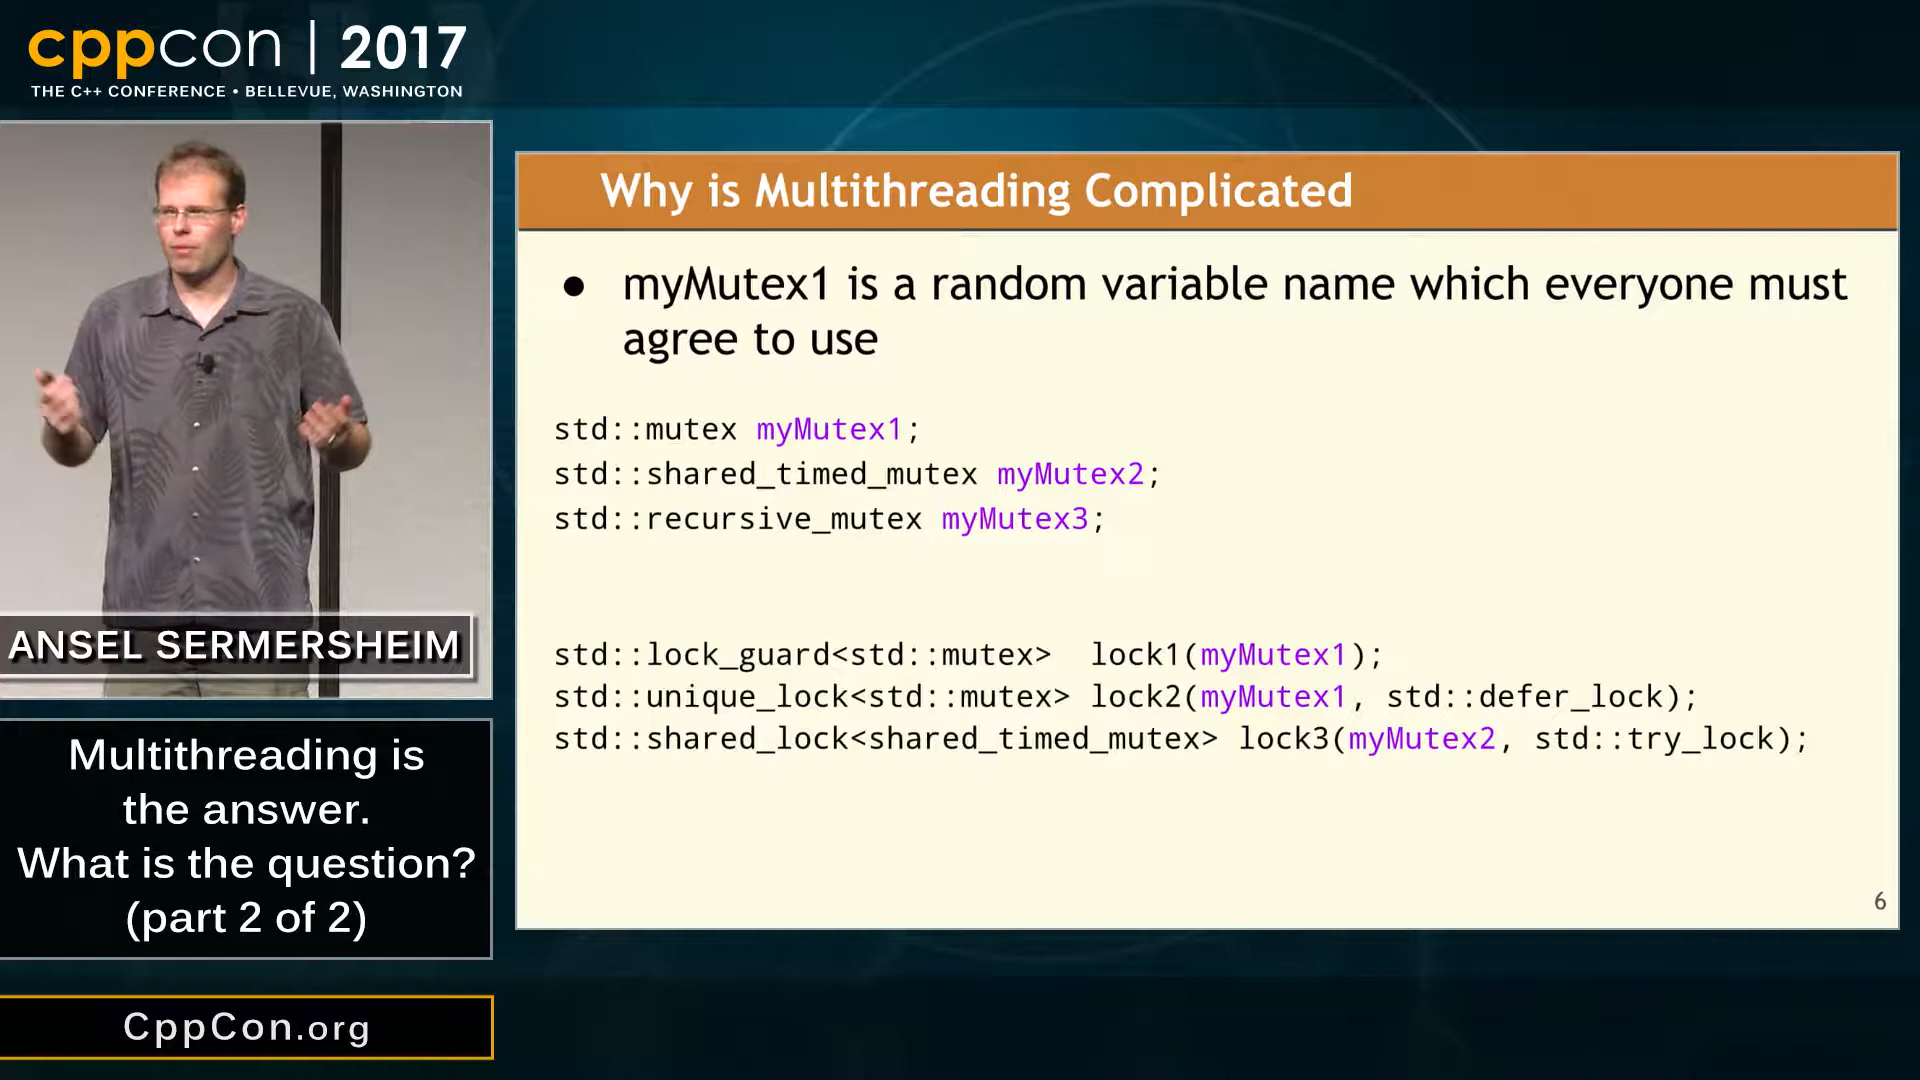 cppcon | 2017
THE C++ CONFERENCE • BELLEVUE, WASHINGTON
ANSEL SERMERSHEIM
Multithreading is
the answer.
What is the question?
(part 2 of 2)
CppCon.org
Why is Multithreading Complicated
● myMutex1 is a random variable name which everyone must
agree to use
std::mutex myMutex1;
std::shared_timed_mutex myMutex2;
std::recursive_mutex myMutex3;
std::lock_guard<std::mutex> lock1(myMutex1);
std::unique_lock<std::mutex> lock2(myMutex1, std::defer_lock);
std::shared_lock<shared_timed_mutex> lock3(myMutex2, std::try_lock);
6